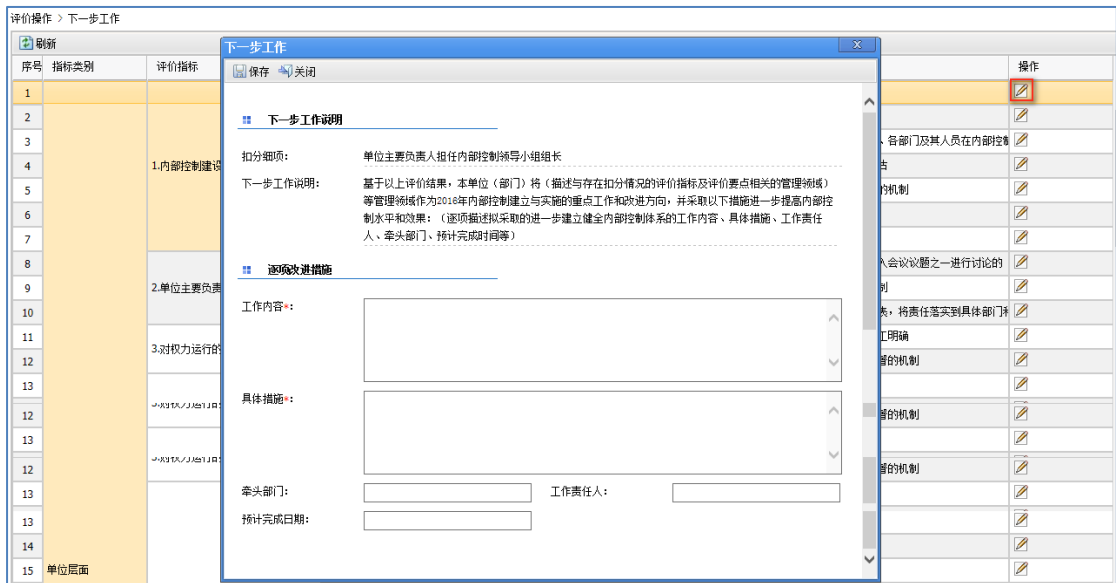 评价操作 > 下一步工作
刷新
序号 指标类别 评价指标 操作
1
2
3 、各部门及其人员在内部控制
4 1.内部控制建设
5 的机制
6
7
8 入会议议题之一进行讨论的
9 2.单位主要负责 制
10 表,将责任落实到具体部门和
11 工明确
3.对权力运行的
12 督的机制
13
3.对权力运行的
12 督的机制
13
3.对权力运行的
12 督的机制
13
13
14
15 单位层面
下一步工作 x
保存 关闭
下一步工作说明
扣分细项: 单位主要负责人担任内部控制领导小组组长
下一步工作说明: 基于以上评价结果,本单位(部门)将(描述与存在扣分情况的评价指标及评价要点相关的管理领域)
等管理领域作为2016年内部控制建立与实施的重点工作和改进方向,并采取以下措施进一步提高内部控
制水平和效果:(逐项描述拟采取的进一步建立健全内部控制体系的工作内容、具体措施、工作责任
人、牵头部门、预计完成时间等)
逐项改进措施
工作内容*:
具体措施*:
牵头部门: 工作责任人:
预计完成日期: